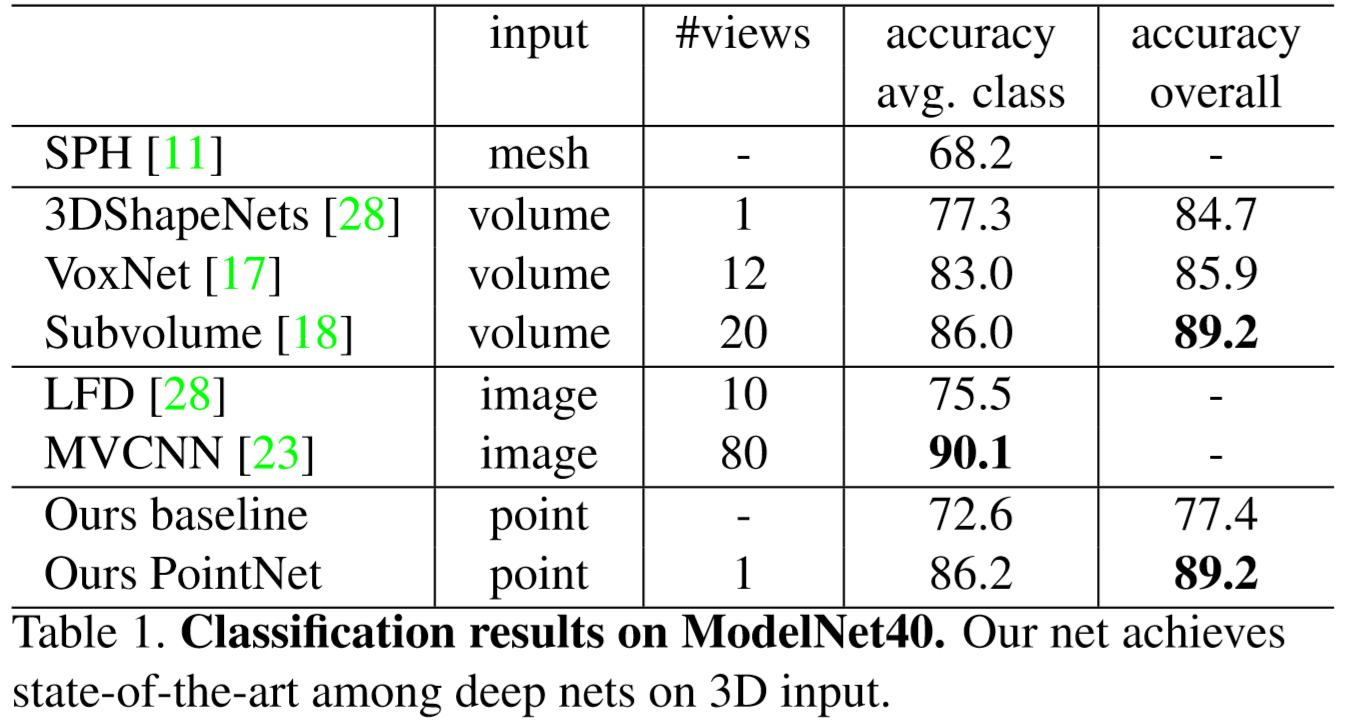 input #views accuracy accuracy
avg. class overall
SPH [11] mesh - 68.2 -
3DShapeNets [28] volume 1 77.3 84.7
VoxNet [17] volume 12 83.0 85.9
Subvolume [18] volume 20 86.0 89.2
LFD [28] image 10 75.5 -
MVCNN [23] image 80 90.1 -
Ours baseline point - 72.6 77.4
Ours PointNet point 1 86.2 89.2
Table 1. Classification results on ModelNet40. Our net achieves
state-of-the-art among deep nets on 3D input.